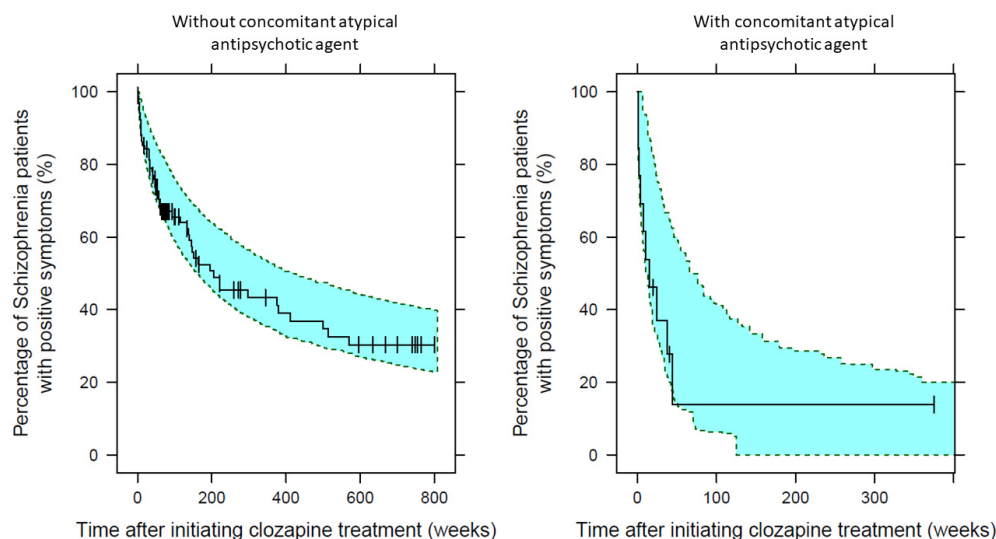 Without concomitant atypical
antipsychotic agent
Percentage of Schizophrenia patients
with positive symptoms (%)
100
80
60
40
20
0
0 200 400 600 800
Time after initiating clozapine treatment (weeks)
With concomitant atypical
antipsychotic agent
Percentage of Schizophrenia patients
with positive symptoms (%)
100
80
60
40
20
0
0 100 200 300
Time after initiating clozapine treatment (weeks)